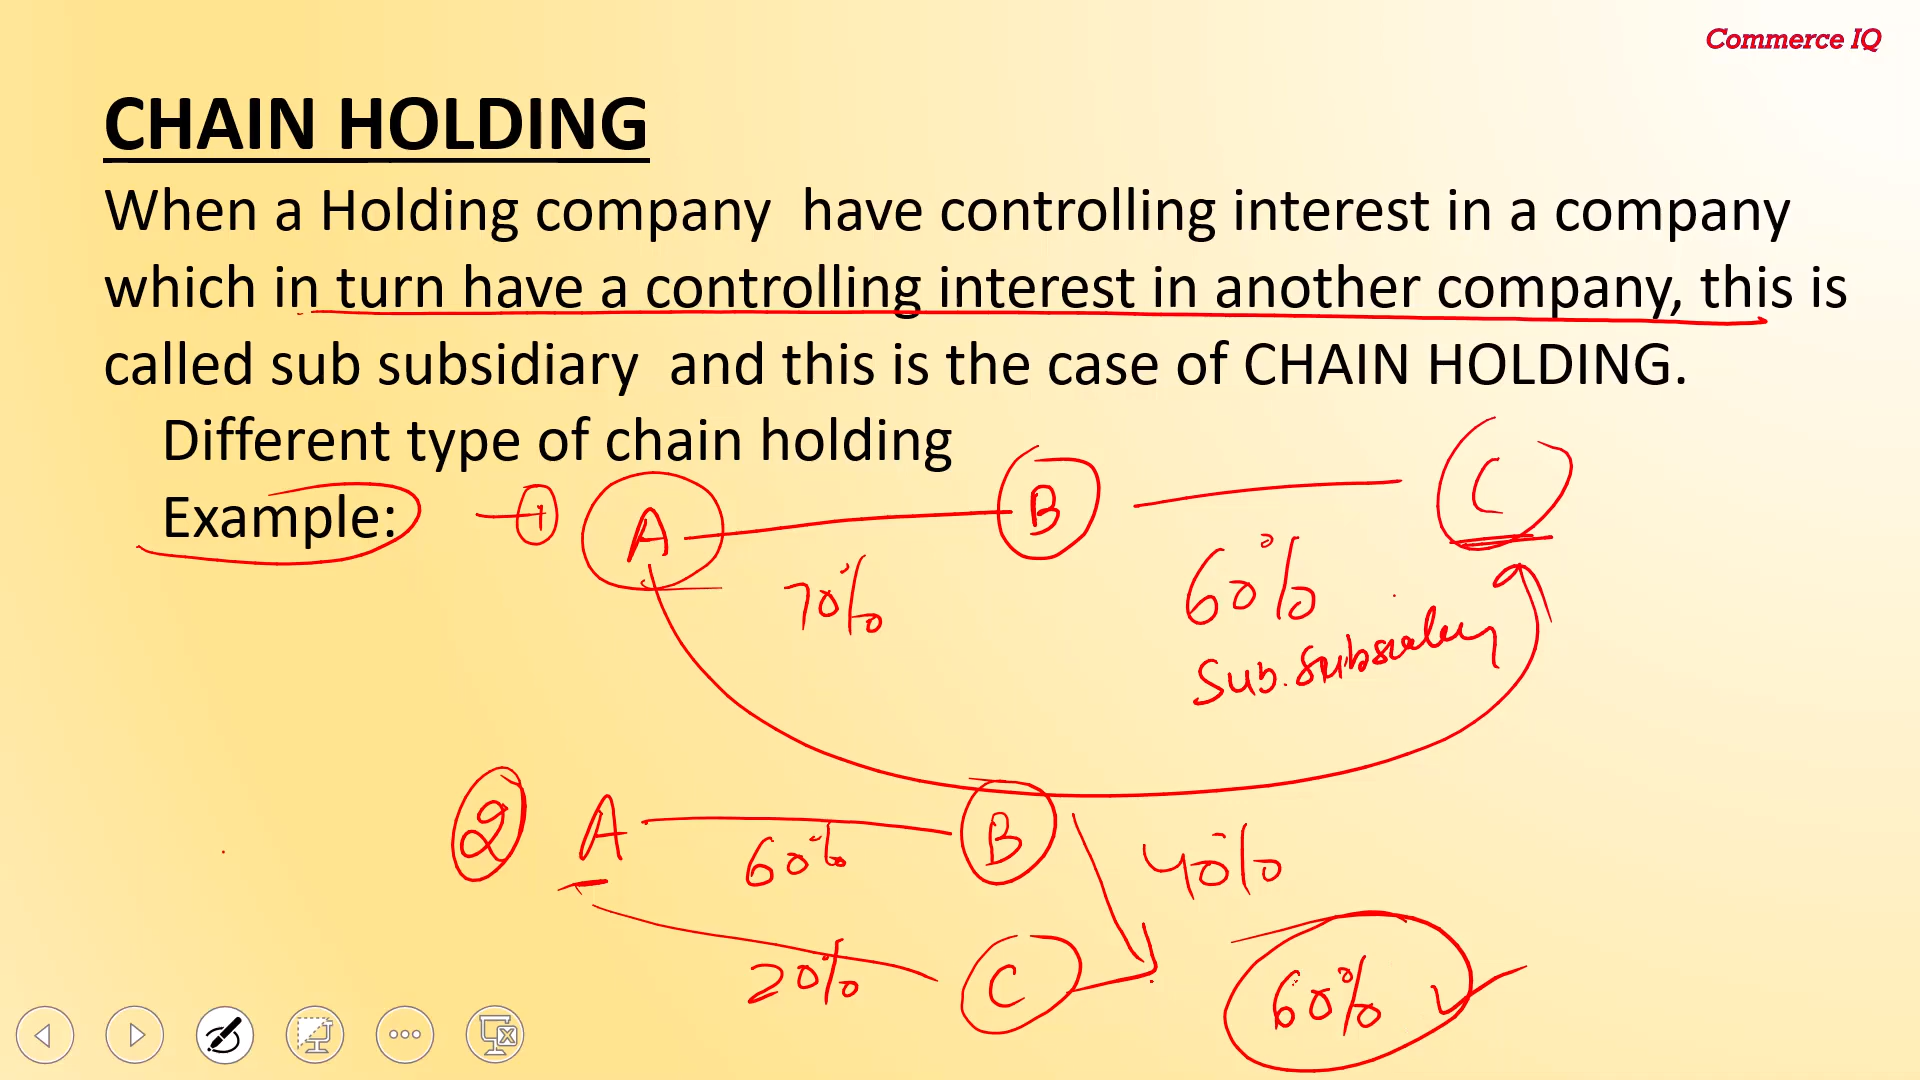 Commerce IQ
CHAIN HOLDING
When a Holding company have controlling interest in a company
which in turn have a controlling interest in another company, this is
called sub subsidiary and this is the case of CHAIN HOLDING.
Different type of chain holding
Example: 1 A B C
70% 60%
Sub. Subsidiary
2 A B
60% 40%
20% C 60%